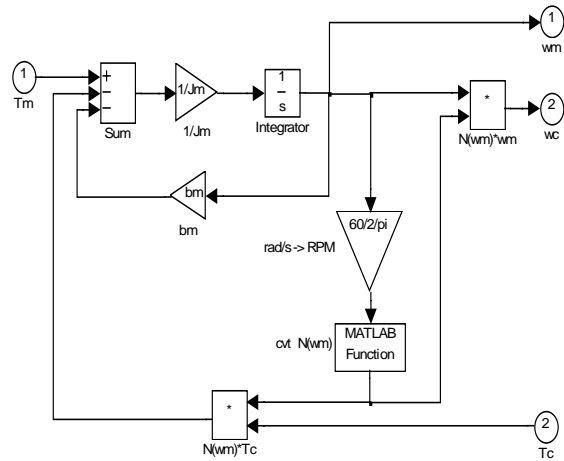 1
wm
1
Tm
+
−
−
Sum
1/Jm
1/Jm
1
s
Integrator
*
N(wm)*wm
2
wc
bm
bm
60/2/pi
rad/s-> RPM
cvt N(wm)
MATLAB
Function
*
N(wm)*Tc
2
Tc